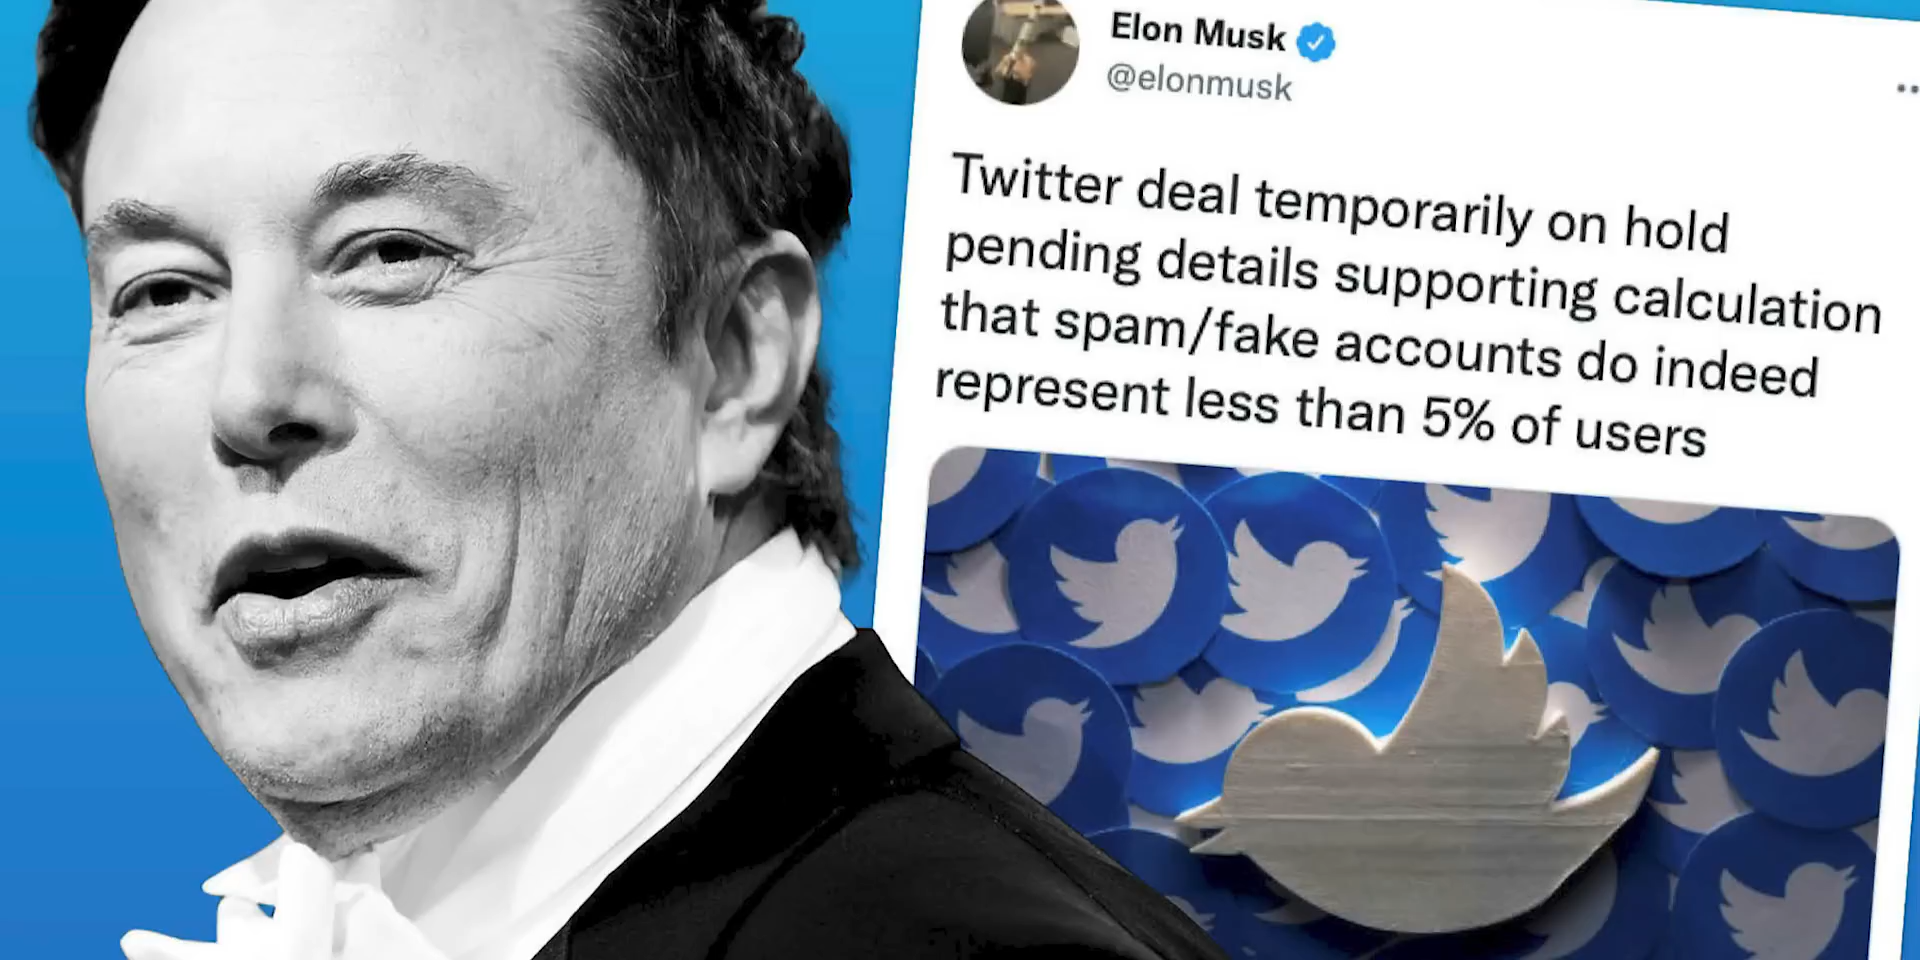 Elon Musk
@elonmusk
Twitter deal temporarily on hold
pending details supporting calculation
that spam/fake accounts do indeed
represent less than 5% of users